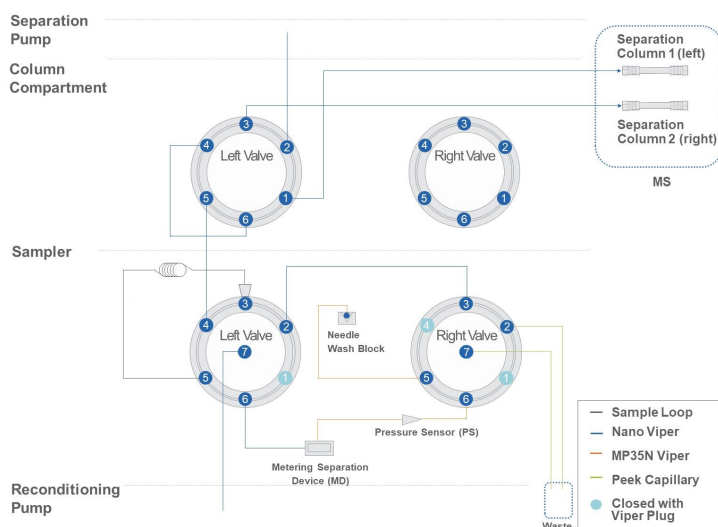 Separation
Pump
Column
Compartment
Separation
Column 1 (left)
Separation
Column 2 (right)
MS
3
4
2
Left Valve
5
1
6
3
4
2
Right Valve
5
1
6
Sampler
3
4
2
Left Valve
7
5
1
6
Needle
Wash Block
3
4
2
Right Valve
7
5
1
6
Pressure Sensor (PS)
Metering Separation
Device (MD)
Reconditioning
Pump
Waste
Sample Loop
Nano Viper
MP35N Viper
Peek Capillary
Closed with
Viper Plug